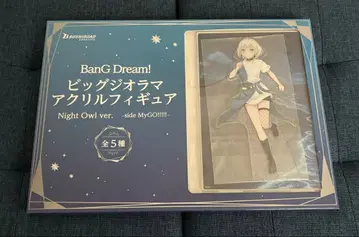 BanG Dream!
ビッグジオラマ
アクリルフィギュア
Night Owl ver. -side MyGO!!!!!-
全5種